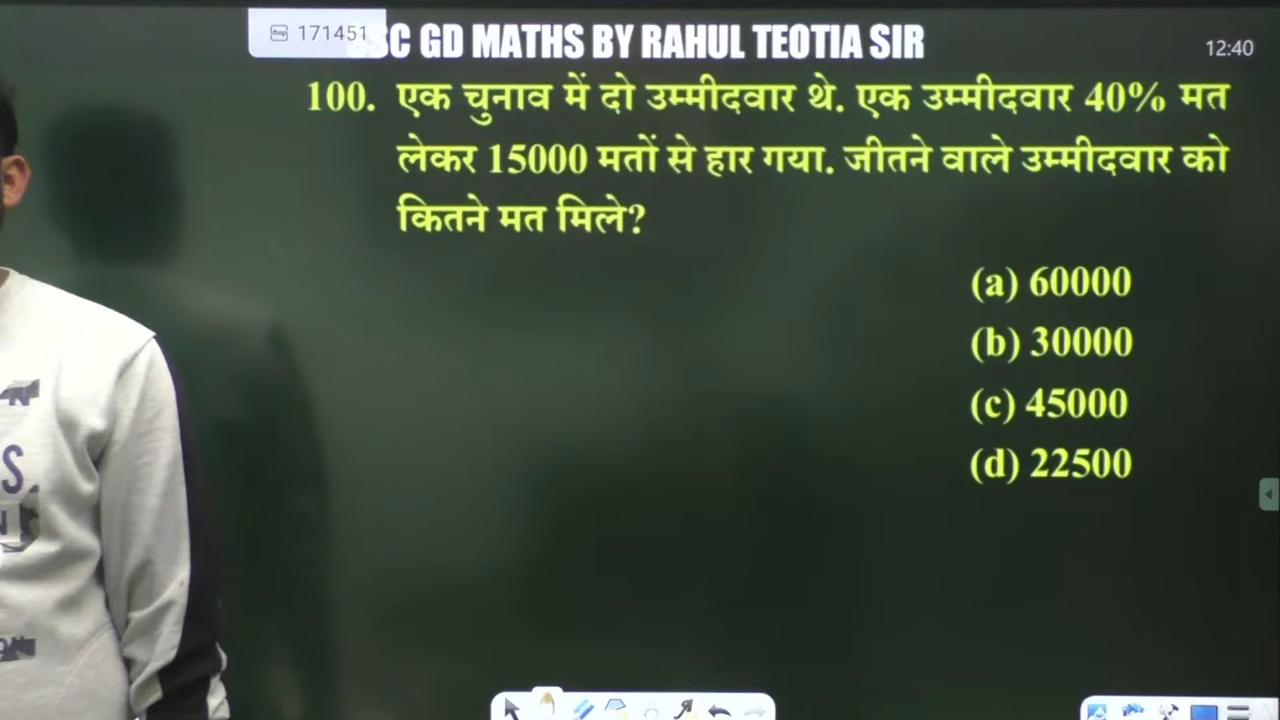 171451
SSC GD MATHS BY RAHUL TEOTIA SIR
12:40
100. एक चुनाव में दो उम्मीदवार थे. एक उम्मीदवार 40% मत
लेकर 15000 मतों से हार गया. जीतने वाले उम्मीदवार को
कितने मत मिले?
(a) 60000
(b) 30000
(c) 45000
(d) 22500